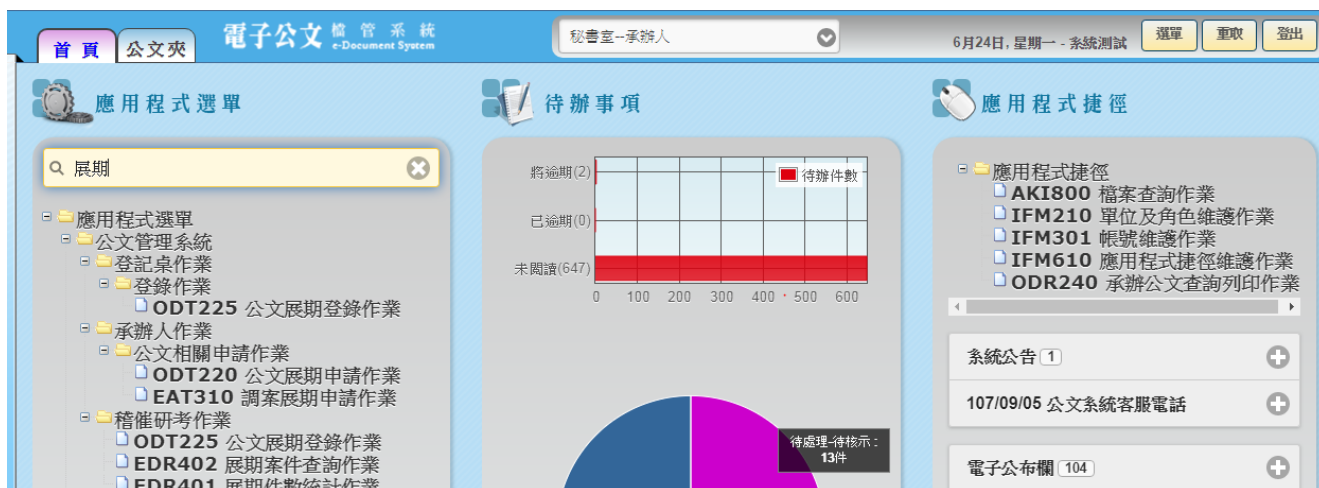 首 頁
公文夾
電子公文 檔 管 系 統
e-Document System
秘書室--承辦人
6月24日, 星期一 - 系統測試
選單
重取
登出
應用程式選單
展期
應用程式選單
公文管理系統
登記桌作業
登錄作業
ODT225 公文展期登錄作業
承辦人作業
公文相關申請作業
ODT220 公文展期申請作業
EAT310 調案展期申請作業
稽催研考作業
ODT225 公文展期登錄作業
EDR402 展期案件查詢作業
EDR401 展期件數統計作業
待辦事項
待辦件數
將逾期(2)
已逾期(0)
未閱讀(647)
0 100 200 300 400 500 600
待處理-待核示 :
13件
應用程式捷徑
應用程式捷徑
AKI800 檔案查詢作業
IFM210 單位及角色維護作業
IFM301 帳號維護作業
IFM610 應用程式捷徑維護作業
ODR240 承辦公文查詢列印作業
系統公告 1
107/09/05 公文系統客服電話
電子公布欄 104